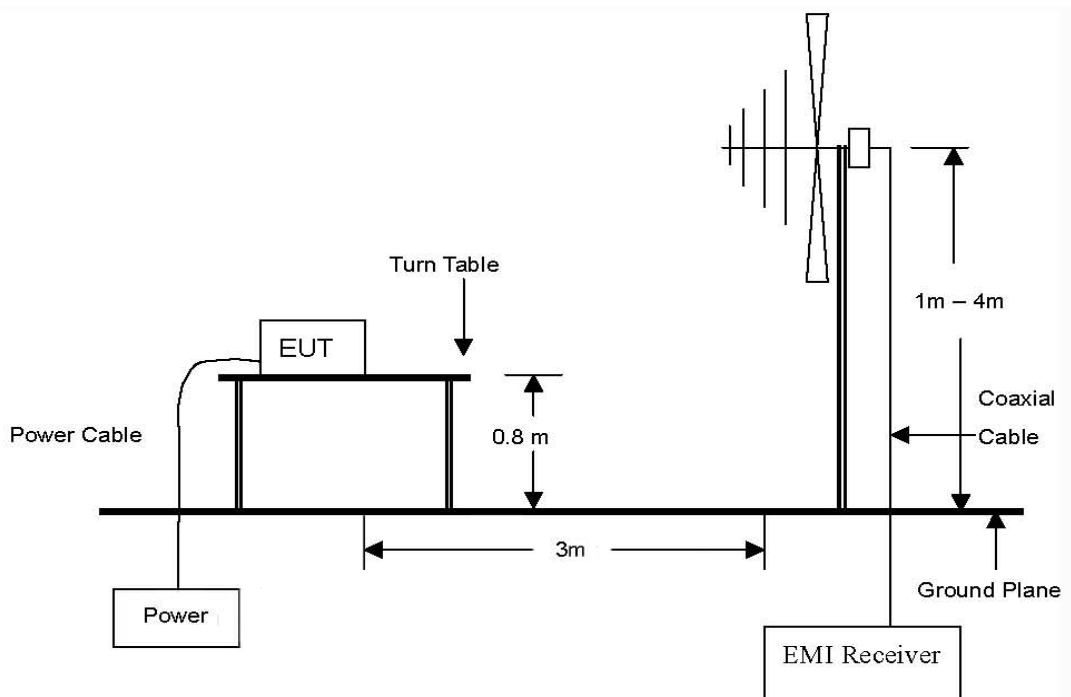 Turn Table
1m – 4m
EUT
Coaxial
Cable
Power Cable
0.8 m
3m
Ground Plane
Power
EMI Receiver